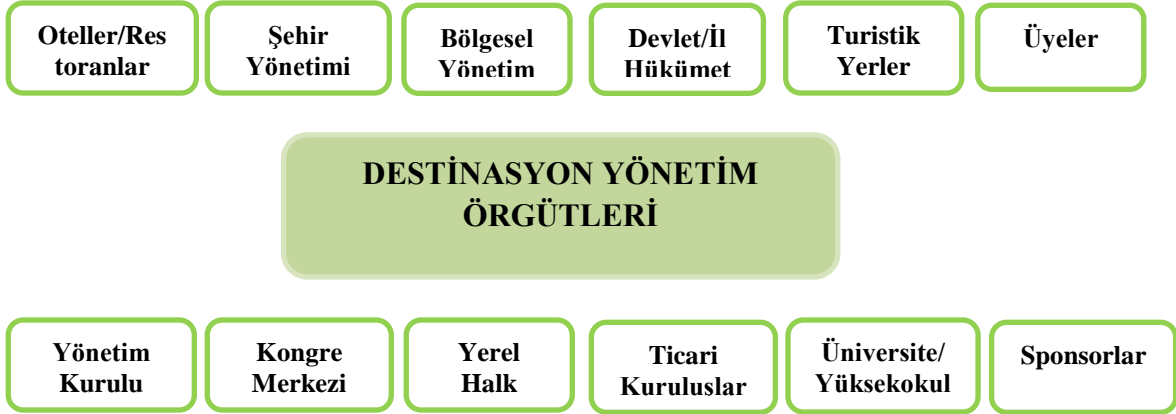 Oteller/Res
toranlar
Şehir
Yönetimi
Bölgesel
Yönetim
Devlet/İl
Hükümet
Turistik
Yerler
Üyeler
DESTİNASYON YÖNETİM
ÖRGÜTLERİ
Yönetim
Kurulu
Kongre
Merkezi
Yerel
Halk
Ticari
Kuruluslar
Üniversite/
Yüksekokul
Sponsorlar